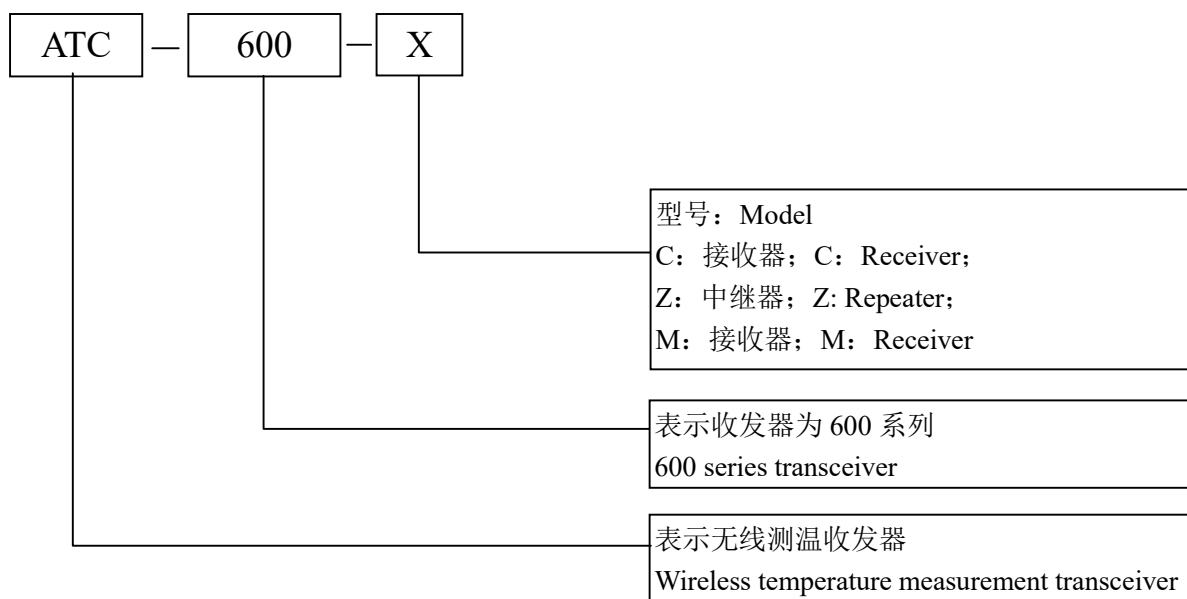 ATC — 600 — X
型号：Model
C：接收器；C：Receiver；
Z：中继器；Z: Repeater；
M：接收器；M：Receiver
表示收发器为 600 系列
600 series transceiver
表示无线测温收发器
Wireless temperature measurement transceiver